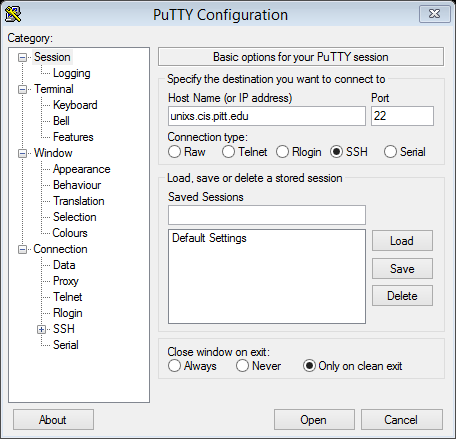 PuTTY Configuration
Category:
Session
Logging
Terminal
Keyboard
Bell
Features
Window
Appearance
Behaviour
Translation
Selection
Colours
Connection
Data
Proxy
Telnet
Rlogin
SSH
Serial
Basic options for your PuTTY session
Specify the destination you want to connect to
Host Name (or IP address) Port
unixs.cis.pitt.edu 22
Connection type:
Raw Telnet Rlogin SSH Serial
Load, save or delete a stored session
Saved Sessions
Default Settings
Load
Save
Delete
Close window on exit:
Always Never Only on clean exit
About Open Cancel